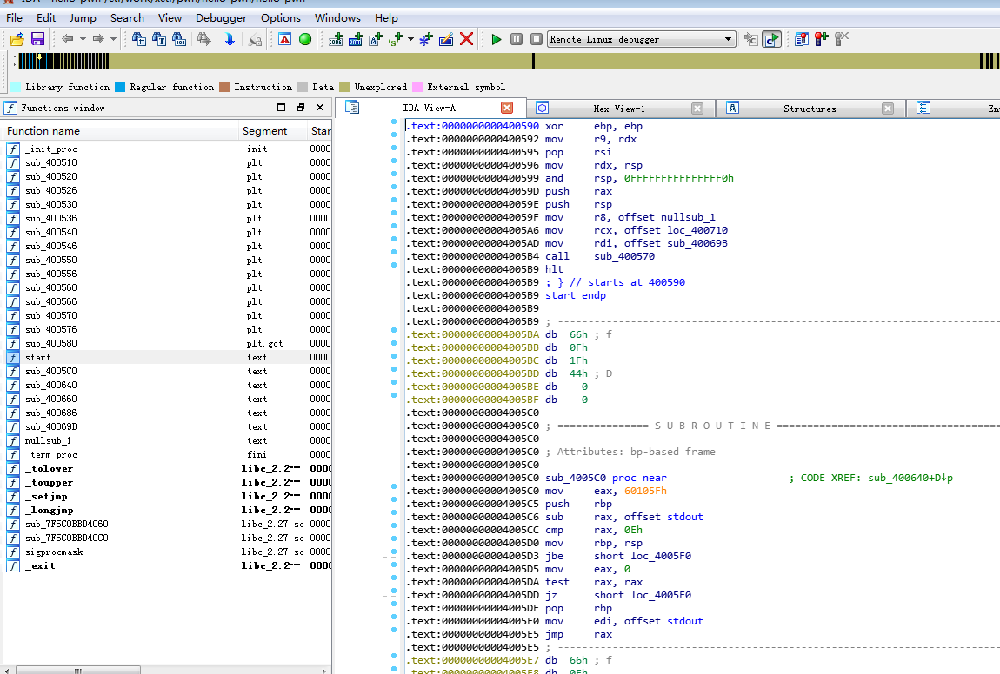 IDA - hello_pwn /ctf/work/xctf/pwn/hello_pwn/hello_pwn
File Edit Jump Search View Debugger Options Windows Help
Remote Linux debugger
Library function Regular function Instruction Data Unexplored External symbol
Functions window
IDA View-A Hex View-1 Structures En
Function name Segment Star
_init_proc .init 0000
sub_400510 .plt 0000
sub_400520 .plt 0000
sub_400526 .plt 0000
sub_400530 .plt 0000
sub_400536 .plt 0000
sub_400540 .plt 0000
sub_400546 .plt 0000
sub_400550 .plt 0000
sub_400556 .plt 0000
sub_400560 .plt 0000
sub_400566 .plt 0000
sub_400570 .plt 0000
sub_400576 .plt 0000
sub_400580 .plt.got 0000
start .text 0000
sub_4005C0 .text 0000
sub_400640 .text 0000
sub_400660 .text 0000
sub_400686 .text 0000
sub_40069B .text 0000
nullsub_1 .text 0000
_term_proc .fini 0000
_tolower libc_2.2··· 000
_toupper libc_2.2··· 000
_setjmp libc_2.2··· 000
_longjmp libc_2.2··· 000
sub_7F5C0BBD4C60 libc_2.27.so 0000
sub_7F5C0BBD4CC0 libc_2.27.so 0000
sigprocmask libc_2.27.so 0000
_exit libc_2.2··· 000
.text:0000000000400590 xor ebp, ebp
.text:0000000000400592 mov r9, rdx
.text:0000000000400595 pop rsi
.text:0000000000400596 mov rdx, rsp
.text:0000000000400599 and rsp, 0FFFFFFFFFFFFFFF0h
.text:000000000040059D push rax
.text:000000000040059E push rsp
.text:000000000040059F mov r8, offset nullsub_1
.text:00000000004005A6 mov rcx, offset loc_400710
.text:00000000004005AD mov rdi, offset sub_40069B
.text:00000000004005B4 call sub_400570
.text:00000000004005B9 hlt
.text:00000000004005B9 ; } // starts at 400590
.text:00000000004005B9 start endp
.text:00000000004005B9
.text:00000000004005B9 ; ---------------------------------------------------------------------------
.text:00000000004005BA db 66h ; f
.text:00000000004005BB db 0Fh
.text:00000000004005BC db 1Fh
.text:00000000004005BD db 44h ; D
.text:00000000004005BE db 0
.text:00000000004005BF db 0
.text:00000000004005C0
.text:00000000004005C0 ; =============== S U B R O U T I N E =======================================
.text:00000000004005C0
.text:00000000004005C0 ; Attributes: bp-based frame
.text:00000000004005C0
.text:00000000004005C0 sub_4005C0 proc near ; CODE XREF: sub_400640+D↓p
.text:00000000004005C0 mov eax, 60105Fh
.text:00000000004005C5 push rbp
.text:00000000004005C6 sub rax, offset stdout
.text:00000000004005CC cmp rax, 0Eh
.text:00000000004005D0 mov rbp, rsp
.text:00000000004005D3 jbe short loc_4005F0
.text:00000000004005D5 mov eax, 0
.text:00000000004005DA test rax, rax
.text:00000000004005DD jz short loc_4005F0
.text:00000000004005DF pop rbp
.text:00000000004005E0 mov edi, offset stdout
.text:00000000004005E5 jmp rax
.text:00000000004005E5 ; ---------------------------------------------------------------------------
.text:00000000004005E7 db 66h ; f
.text:00000000004005E8 db 0Fh